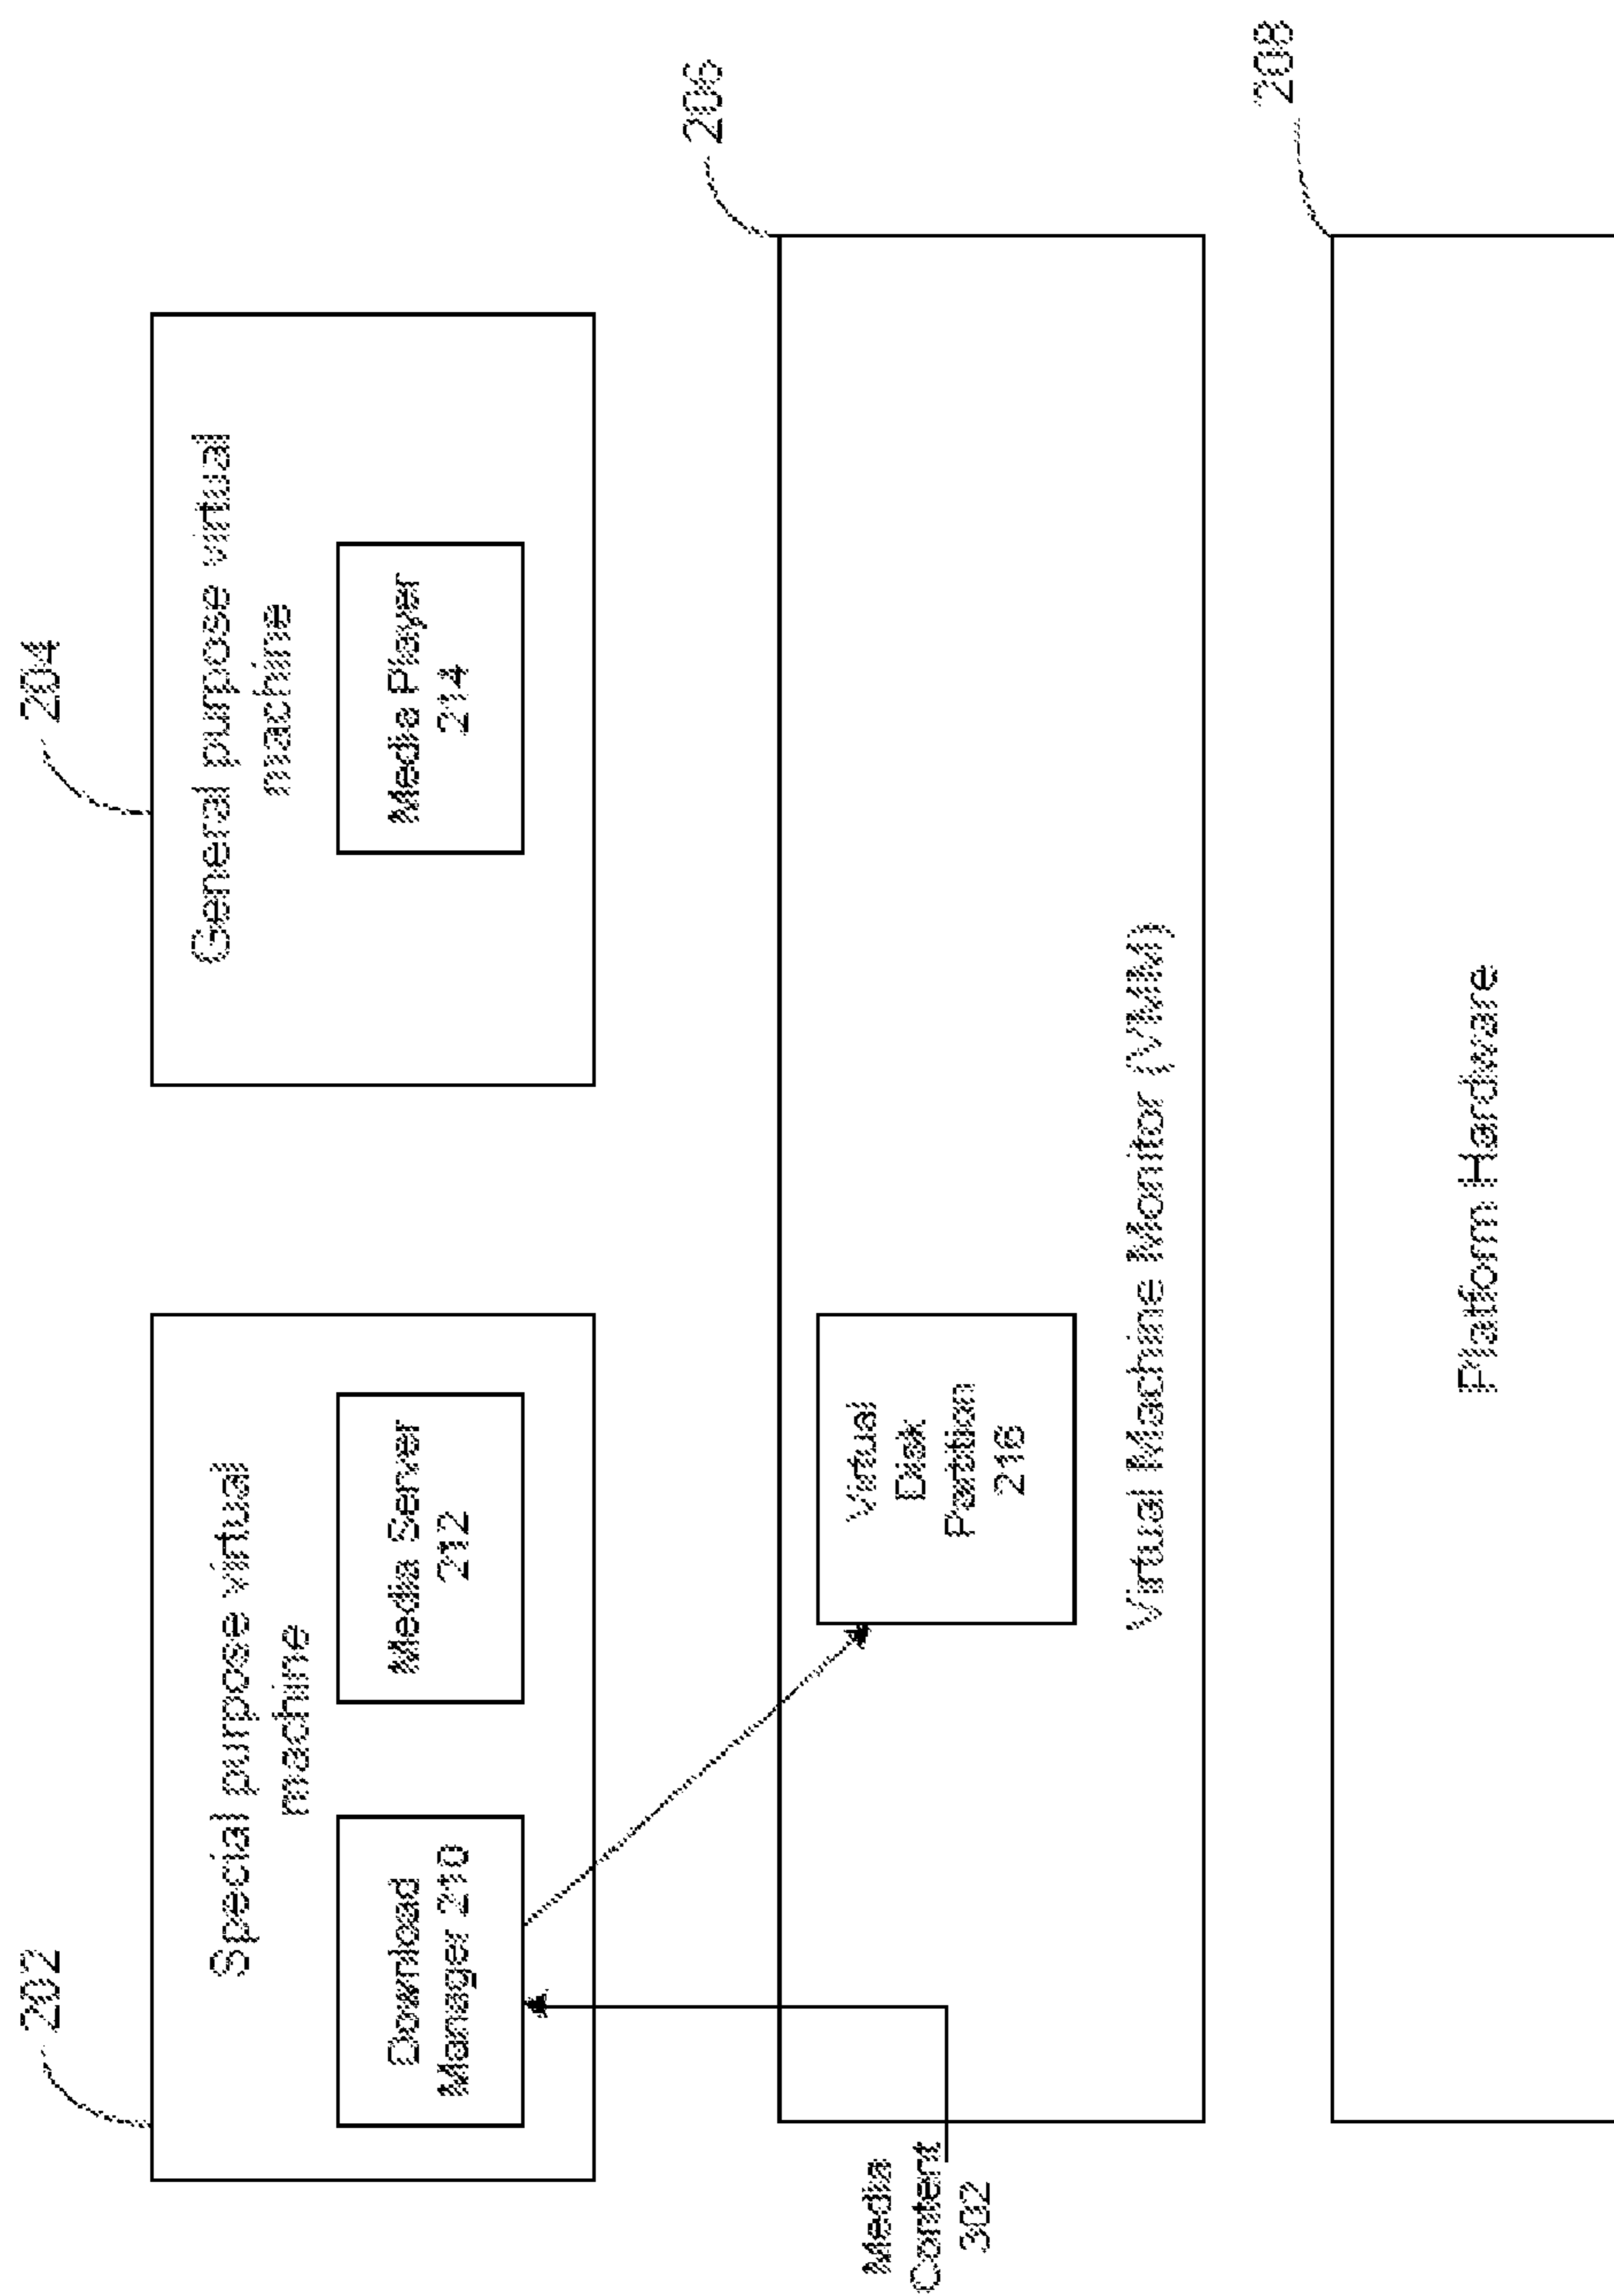 202
204
Special purpose virtual
machine
General purpose virtual
machine
Download
Manager 210
Media Server
212
Media Player
214
206
Media
Content
302
Virtual
Disk
Partition
216
Virtual Machine Monitor (VMM)
208
Platform Hardware